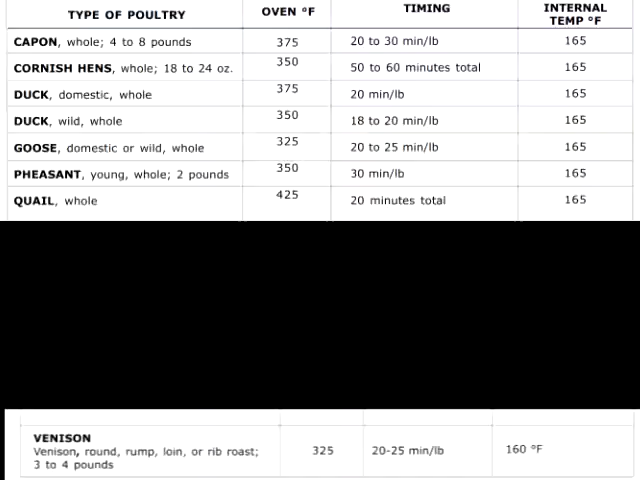 TYPE OF POULTRY OVEN °F TIMING INTERNAL TEMP °F
CAPON, whole; 4 to 8 pounds 375 20 to 30 min/lb 165
CORNISH HENS, whole; 18 to 24 oz. 350 50 to 60 minutes total 165
DUCK, domestic, whole 375 20 min/lb 165
DUCK, wild, whole 350 18 to 20 min/lb 165
GOOSE, domestic or wild, whole 325 20 to 25 min/lb 165
PHEASANT, young, whole; 2 pounds 350 30 min/lb 165
QUAIL, whole 425 20 minutes total 165
VENISON
Venison, round, rump, loin, or rib roast; 325 20-25 min/lb 160 °F
3 to 4 pounds